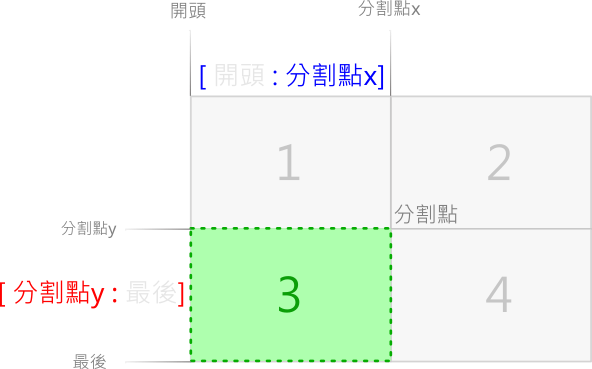 開頭
分割點x
[ 開頭 : 分割點x]
1
2
分割點
分割點y
[ 分割點y : 最後]
3
4
最後